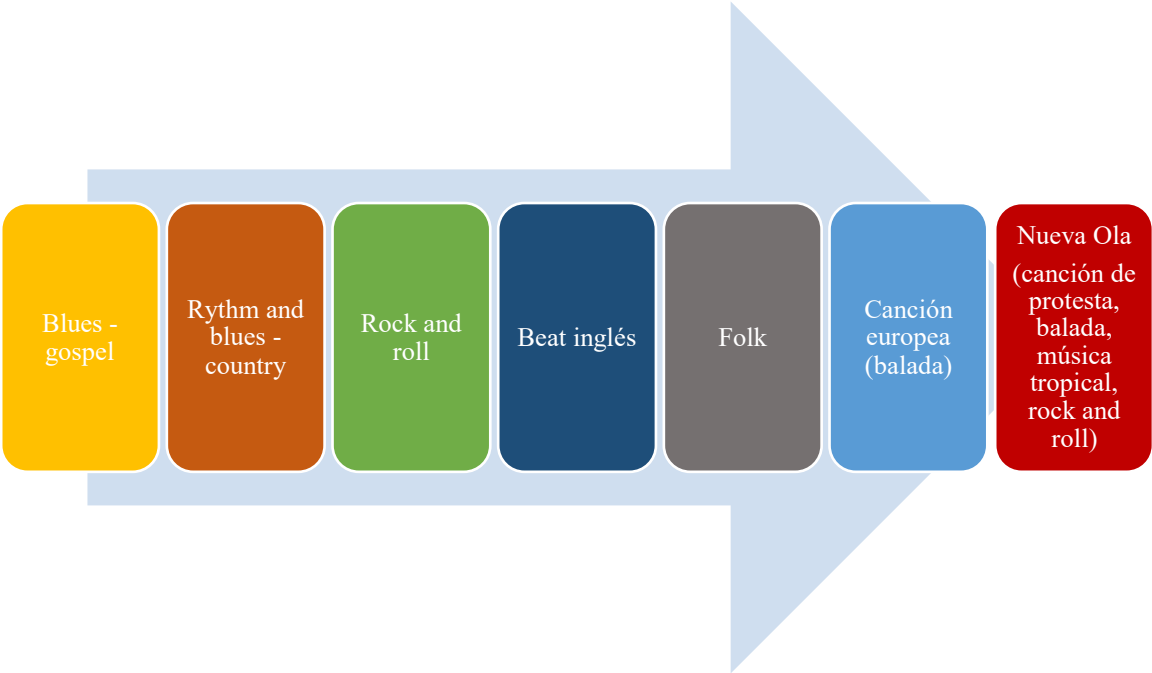 Blues -
gospel
Rythm and
blues -
country
Rock and
roll
Beat inglés
Folk
Canción
europea
(balada)
Nueva Ola
(canción de
protesta,
balada,
música
tropical,
rock and
roll)